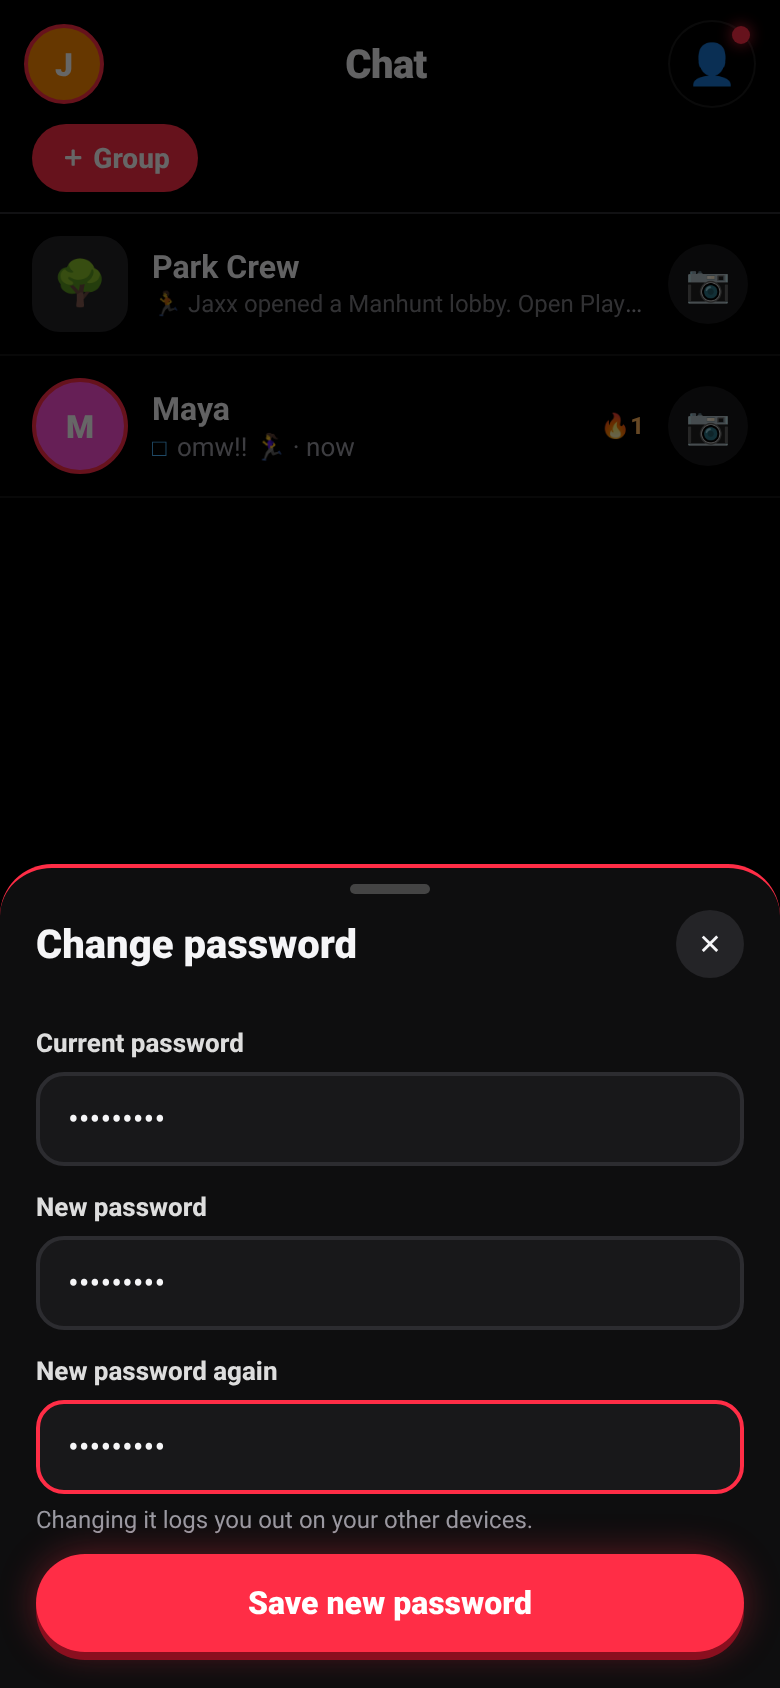 J
Chat
+ Group
Park Crew
🏃 Jaxx opened a Manhunt lobby. Open Play...
M
Maya
omw!! 🏃‍♀️ · now
🔥1
Change password
Current password
•••••••••
New password
•••••••••
New password again
•••••••••
Changing it logs you out on your other devices.
Save new password